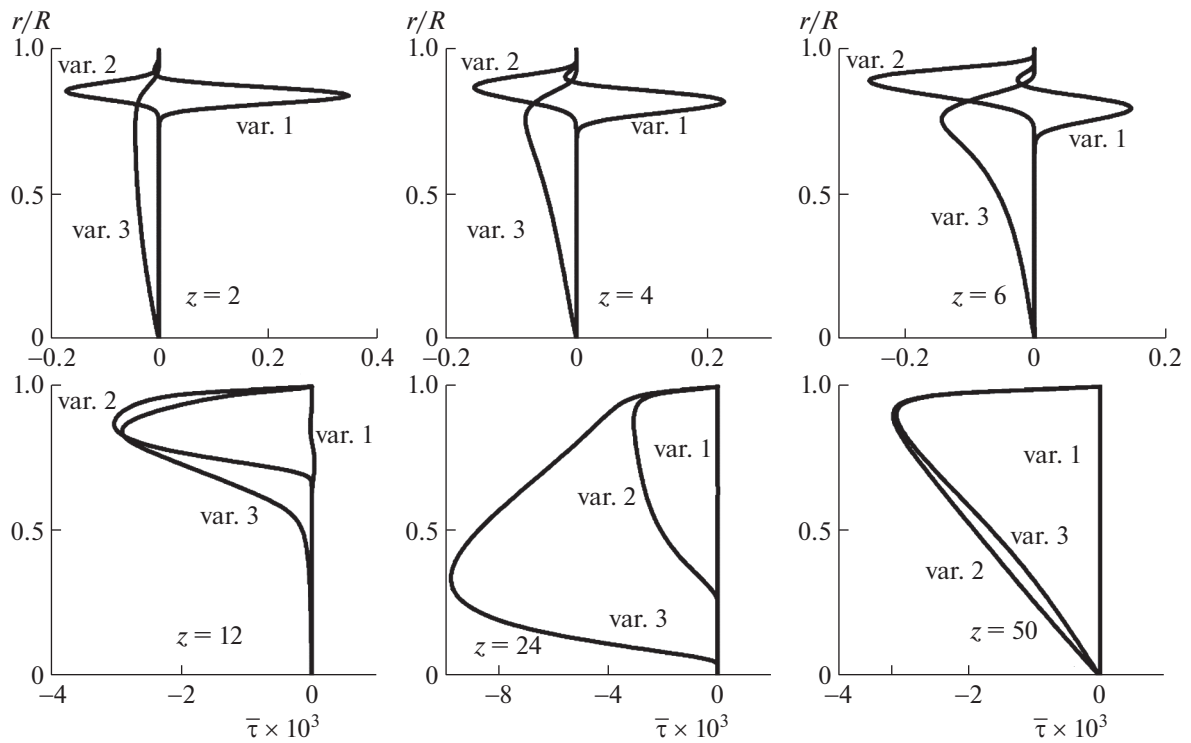 r/R r/R r/R
1.0 1.0 1.0
var. 2 var. 2 var. 2
var. 1 var. 1 var. 1
0.5 0.5 0.5
var. 3 var. 3 var. 3
z = 2 z = 4 z = 6
0 0 0
−0.2 0 0.2 0.4 −0.2 0 0.2 −0.2 0 0.2
1.0 1.0 1.0
var. 2 var. 1 var. 1 var. 1
var. 2
0.5 var. 3 0.5 0.5 var. 3
var. 2
z = 12 var. 3 z = 50
z = 24
0 0 0
−4 −2 0 −8 −4 0 −4 −2 0
τ̅ × 10³ τ̅ × 10³ τ̅ × 10³